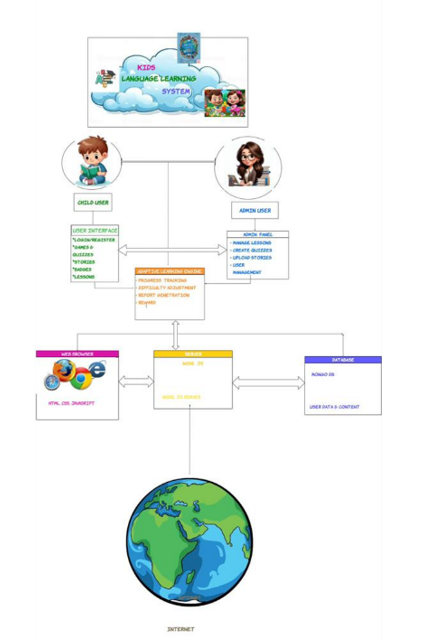 KIDS
LANGUAGE LEARNING
SYSTEM
CHILD USER
ADMIN USER
USER INTERFACE
*LOGIN/REGISTER
*GAMES &
QUIZZES
*STORIES
*BADGES
*LESSONS
ADMIN PANEL
- MANAGE LESSONS
- CREATE QUIZZES
- UPLOAD STORIES
- USER
MANAGEMENT
ADAPTIVE LEARNING ENGINE
- PROGRESS TRACKING
- DIFFICULTY ADJUSTMENT
- REPORT GENETRATION
- REWARD
WEB BROWSER
HTML CSS JAVASRIPT
SERVER
NODE JS
NODE JS SERVER
DATABASE
MONGO DB
USER DATA & CONTENT
INTERNET